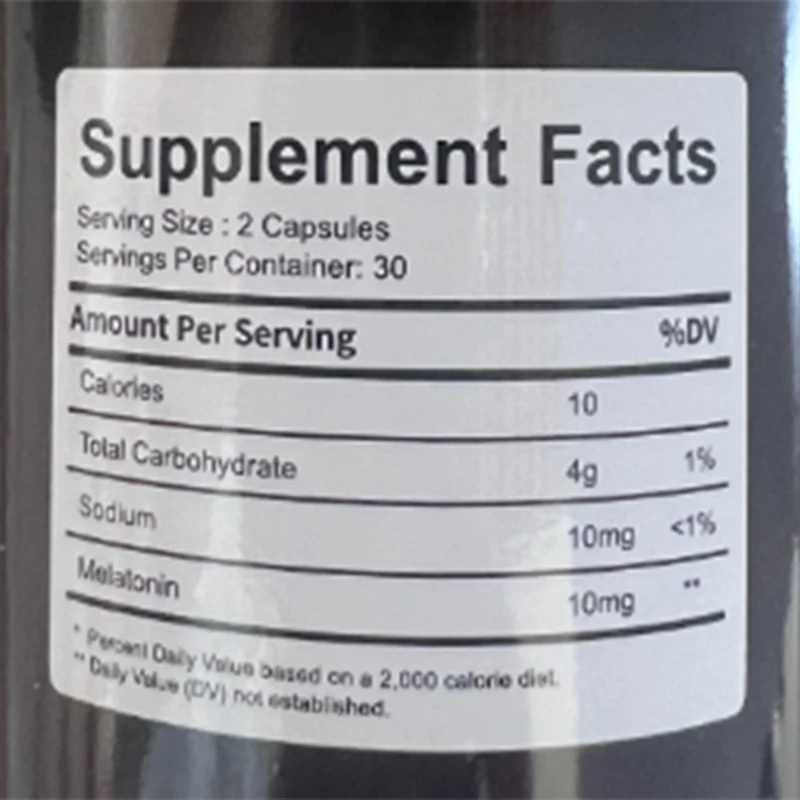 Supplement Facts
Serving Size : 2 Capsules
Servings Per Container: 30
Amount Per Serving %DV
Calories 10
Total Carbohydrate 4g 1%
Sodium 10mg <1%
Melatonin 10mg **
* Percent Daily Value based on a 2,000 calorie diet.
** Daily Value (DV) not established.